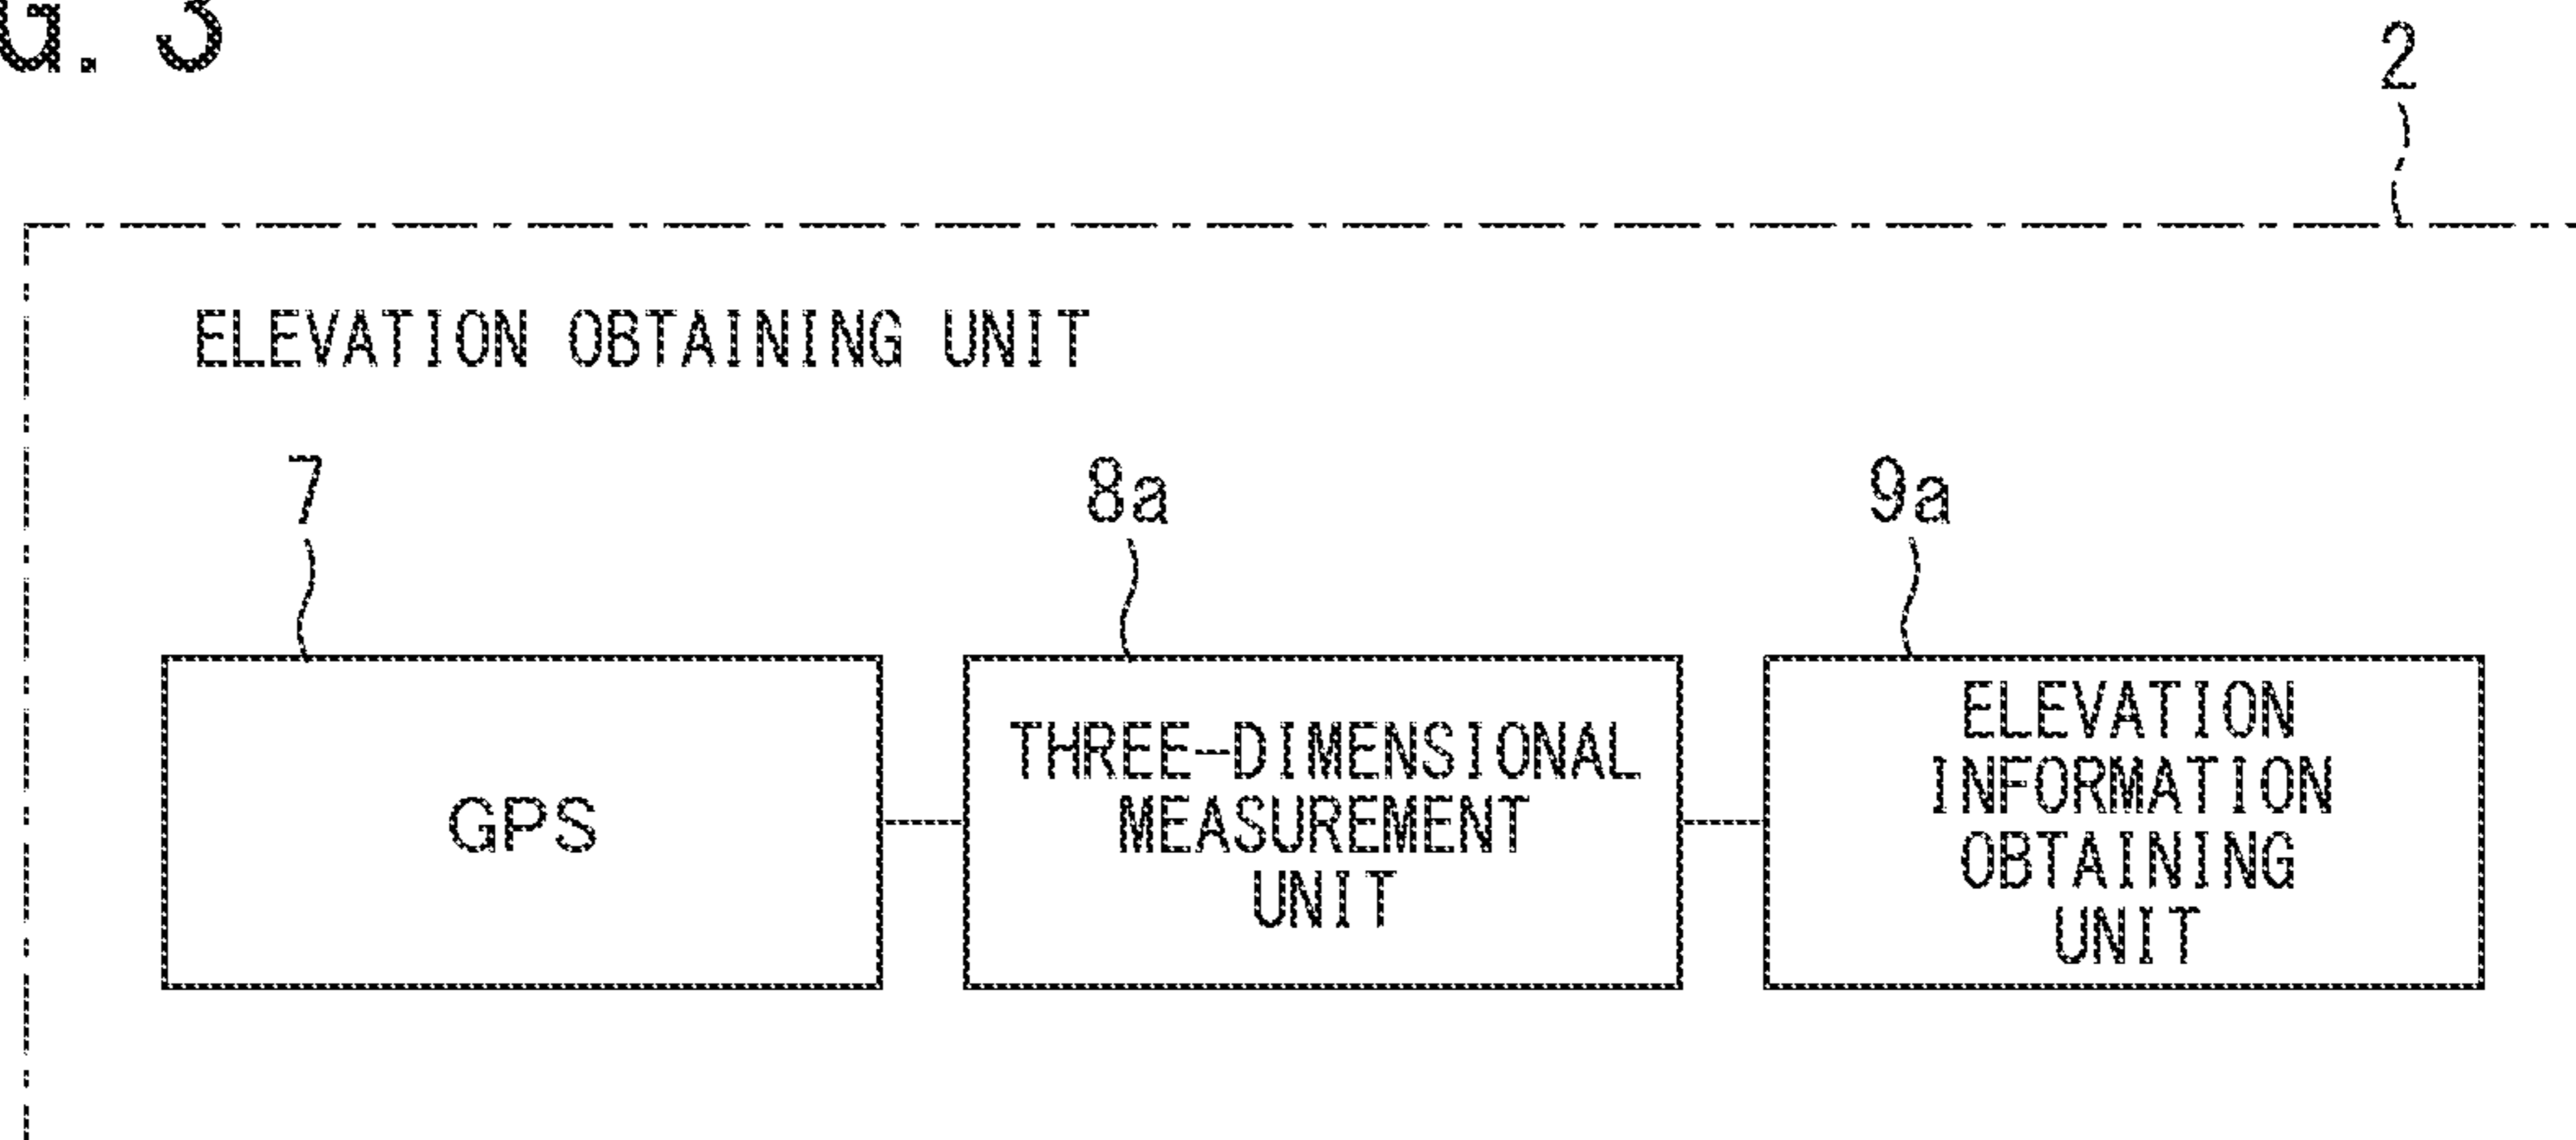 G. 3
2
ELEVATION OBTAINING UNIT
7
8a
9a
GPS
THREE-DIMENSIONAL
MEASUREMENT
UNIT
ELEVATION
INFORMATION
OBTAINING
UNIT